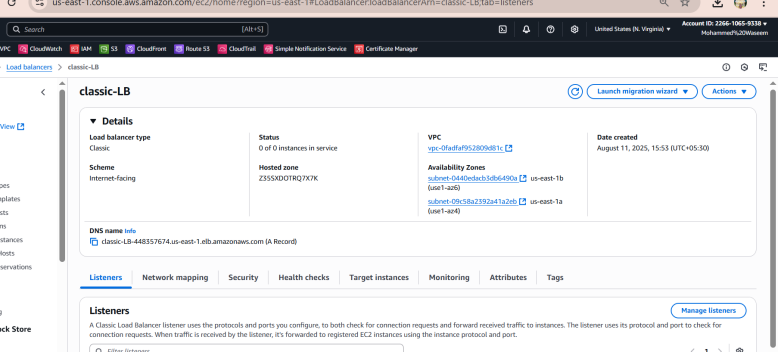 us-east-1.console.aws.amazon.com/ec2/home?region=us-east-1#LoadBalancer:loadBalancerArn=classic-LB;tab=listeners
Search
[Alt+S]
United States (N. Virginia)
Account ID: 2266-1065-9338
Mohammed%20Waseem
VPC
CloudWatch
IAM
S3
CloudFront
Route 53
CloudTrail
Simple Notification Service
Certificate Manager
Load balancers > classic-LB
View
pes
nplates
sts
ns
stances
Hosts
servations
g
ock Store
classic-LB
Launch migration wizard
Actions
Details
Load balancer type
Classic
Status
0 of 0 instances in service
VPC
vpc-0fadfaf952809d81c
Date created
August 11, 2025, 15:53 (UTC+05:30)
Scheme
Internet-facing
Hosted zone
Z35SXDOTRQ7X7K
Availability Zones
subnet-0440edacb3db6490a us-east-1b
(use1-az6)
subnet-09c58a2392a41a2eb us-east-1a
(use1-az4)
DNS name Info
classic-LB-448357674.us-east-1.elb.amazonaws.com (A Record)
Listeners
Network mapping
Security
Health checks
Target instances
Monitoring
Attributes
Tags
Listeners
Manage listeners
A Classic Load Balancer listener uses the protocols and ports you configure, to both check for connection requests and forward received traffic to instances. The listener uses its protocol and port to check for
connection requests. When traffic is received by the listener, it's forwarded to registered EC2 instances using the instance protocol and port.
Filter listeners
1